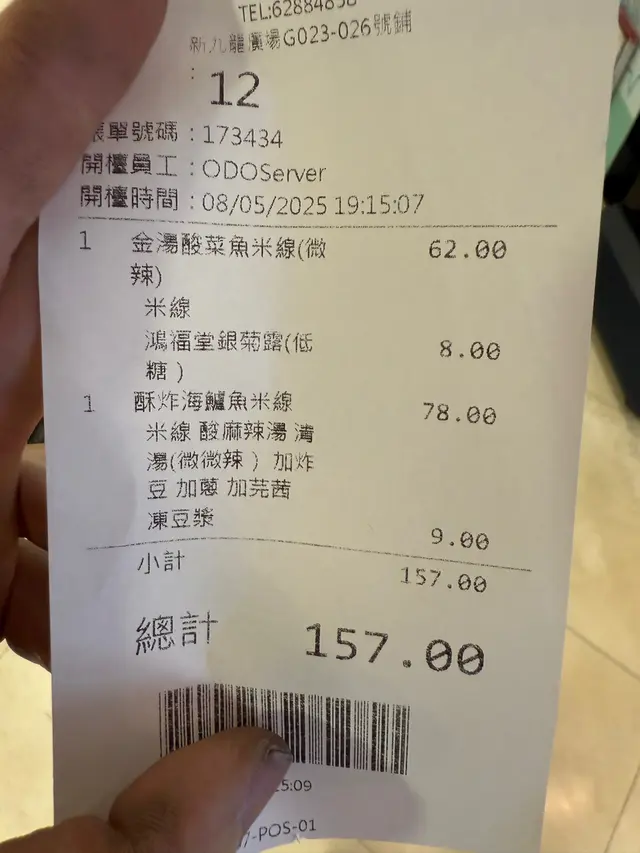 TEL:62884838
新九龍廣場G023-026號鋪
:
12
賬單號碼：173434
開檯員工：ODOServer
開檯時間：08/05/2025 19:15:07
1 金湯酸菜魚米線(微 62.00
辣)
米線
鴻福堂銀菊露(低 8.00
糖 )
1 酥炸海鱸魚米線 78.00
米線 酸麻辣湯 清
湯(微微辣 ) 加炸
豆 加蔥 加芫茜
凍豆漿 9.00
小計 157.00
總計 157.00
:09
-POS-01